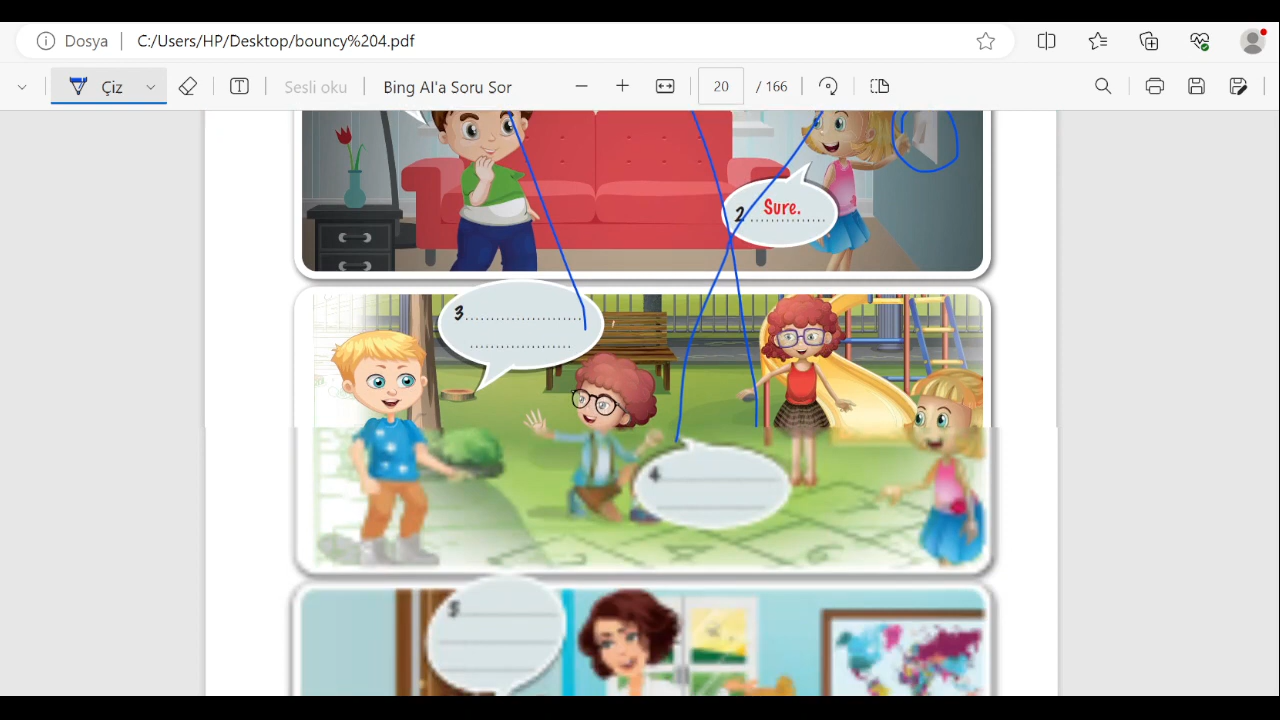 Dosya C:/Users/HP/Desktop/bouncy%204.pdf
Çiz Sesli oku Bing AI'a Soru Sor 20 / 166
2 Sure.
3
4
5